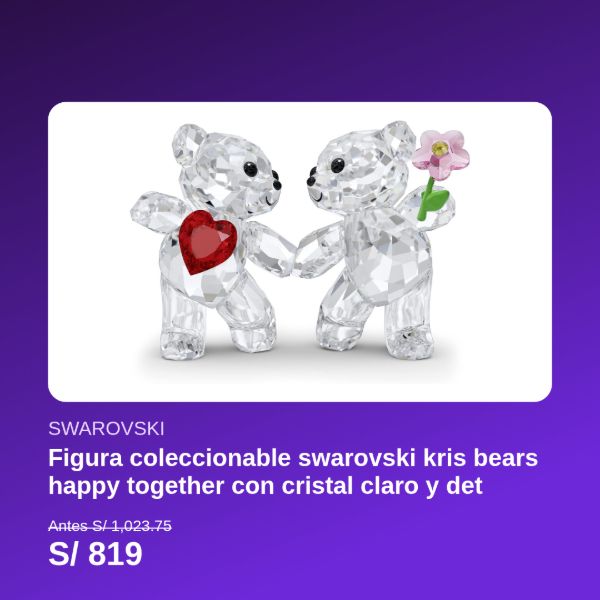 SWAROVSKI
Figura coleccionable swarovski kris bears
happy together con cristal claro y det
Antes S/ 1,023.75
S/ 819